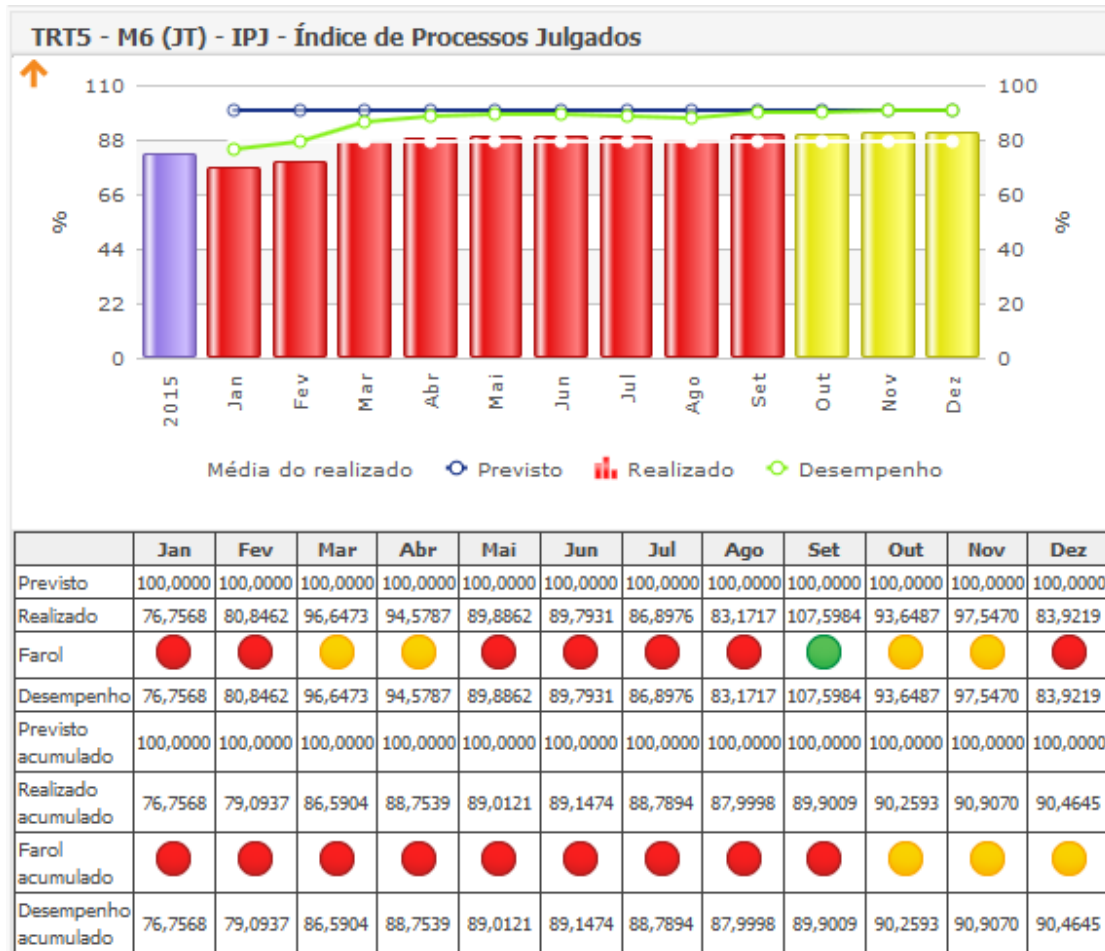 TRT5 - M6 (JT) - IPJ - Índice de Processos Julgados
110 100
88 80
66 60
% %
44 40
22 20
0 0
2015 Jan Fev Mar Abr Mai Jun Jul Ago Set Out Nov Dez
Média do realizado Previsto Realizado Desempenho
Jan Fev Mar Abr Mai Jun Jul Ago Set Out Nov Dez
Previsto 100,0000 100,0000 100,0000 100,0000 100,0000 100,0000 100,0000 100,0000 100,0000 100,0000 100,0000 100,0000
Realizado 76,7568 80,8462 96,6473 94,5787 89,8862 89,7931 86,8976 83,1717 107,5984 93,6487 97,5470 83,9219
Farol
Desempenho 76,7568 80,8462 96,6473 94,5787 89,8862 89,7931 86,8976 83,1717 107,5984 93,6487 97,5470 83,9219
Previsto
acumulado 100,0000 100,0000 100,0000 100,0000 100,0000 100,0000 100,0000 100,0000 100,0000 100,0000 100,0000 100,0000
Realizado
acumulado 76,7568 79,0937 86,5904 88,7539 89,0121 89,1474 88,7894 87,9998 89,9009 90,2593 90,9070 90,4645
Farol
acumulado
Desempenho
acumulado 76,7568 79,0937 86,5904 88,7539 89,0121 89,1474 88,7894 87,9998 89,9009 90,2593 90,9070 90,4645